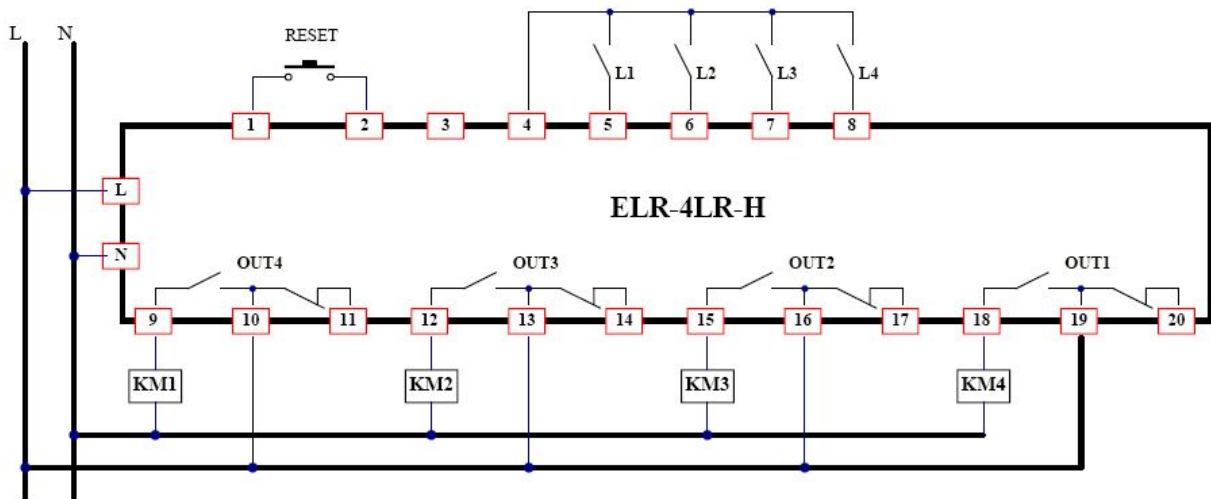 L N
RESET
L1 L2 L3 L4
1 2 3 4 5 6 7 8
L
ELR-4LR-H
N
OUT4 OUT3 OUT2 OUT1
9 10 11 12 13 14 15 16 17 18 19 20
KM1 KM2 KM3 KM4